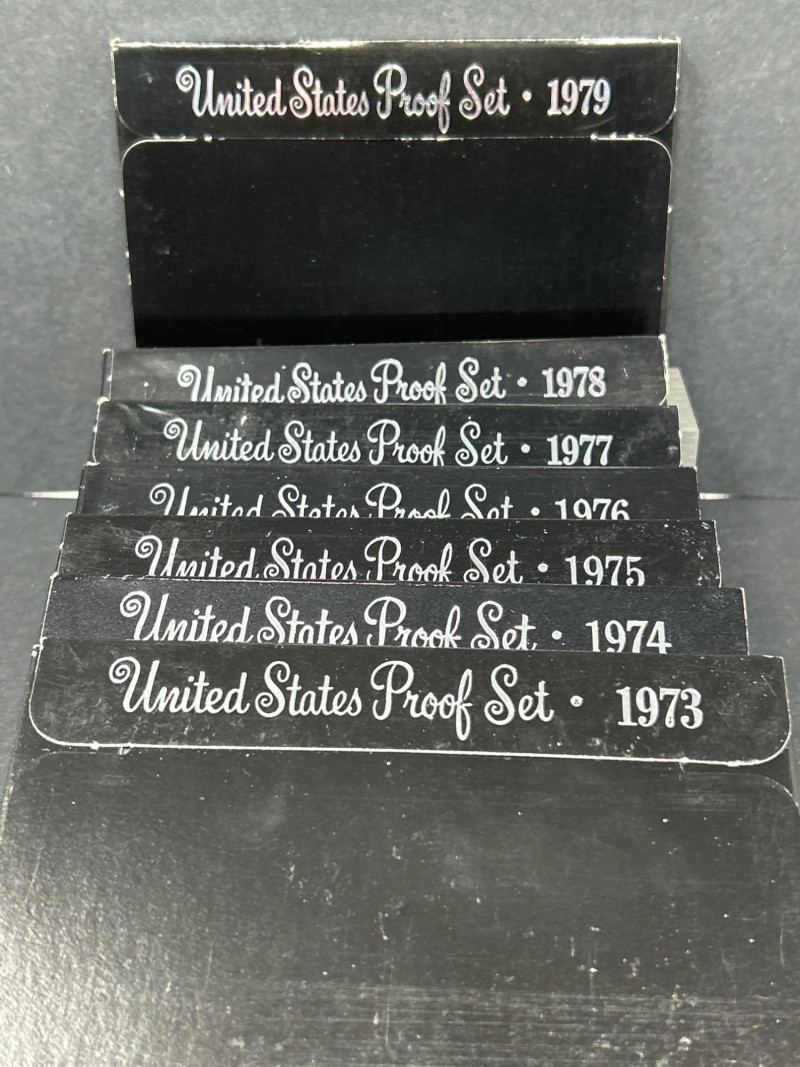 United States Proof Set • 1979
United States Proof Set • 1978
United States Proof Set • 1977
United States Proof Set • 1976
United States Proof Set • 1975
United States Proof Set • 1974
United States Proof Set • 1973